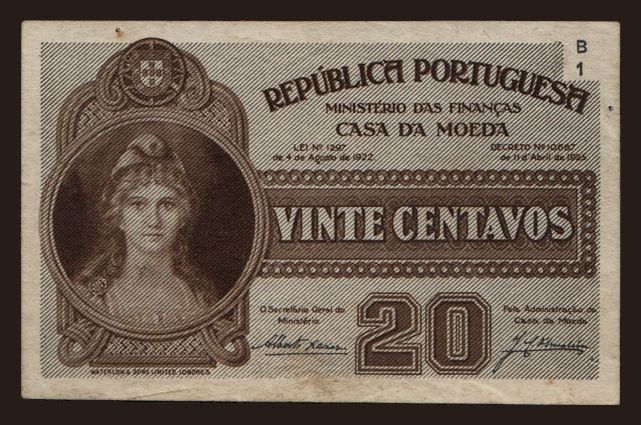 B
1
REPÚBLICA PORTUGUESA
MINISTÉRIO DAS FINANÇAS
CASA DA MOEDA
LEI Nº 1297
de 4 de Agosto de 1922
DECRETO Nº 10667
de 11 d'Abril de 1925
VINTE CENTAVOS
O Secretário Geral do
Ministério
20
Pela Administração da
Casa da Moeda
WATERLOW & SONS LIMITED, LONDRES.